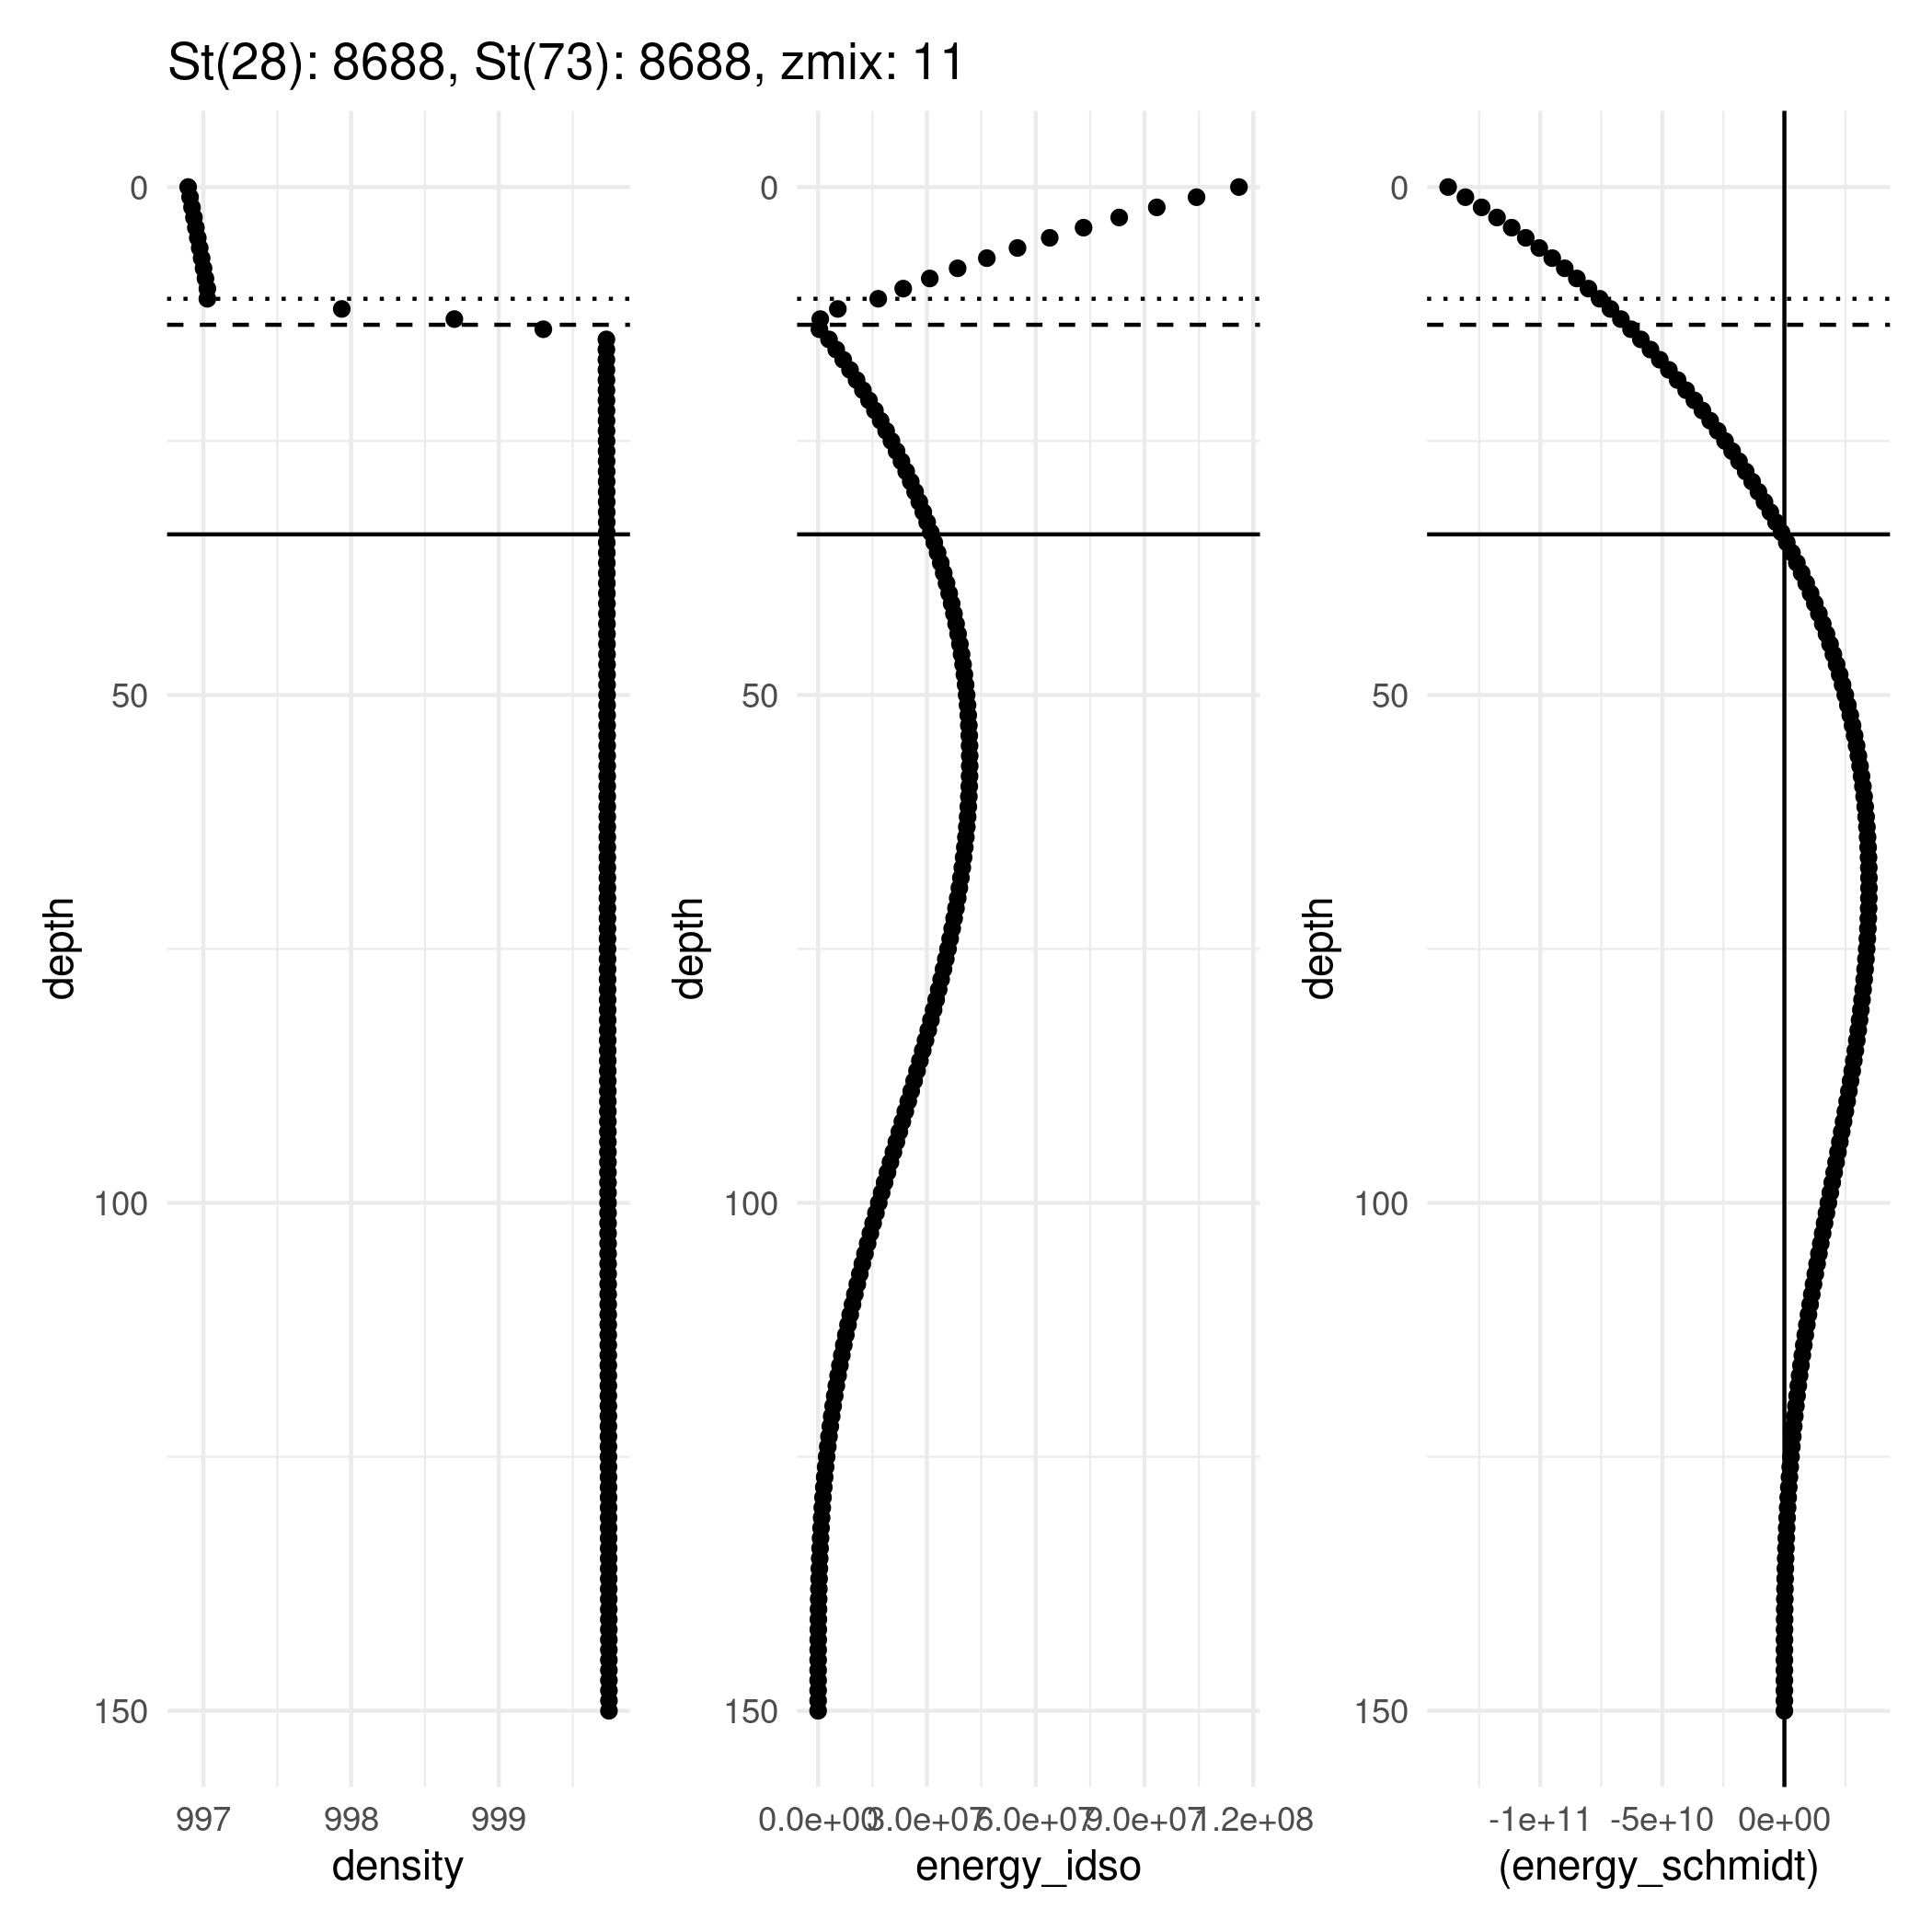 St(28): 8688, St(73): 8688, zmix: 11
depth
0
50
100
150
997 998 999
density
depth
0
50
100
150
0.0e+00 3.0e+07 6.0e+07 9.0e+07 1.2e+08
energy_idso
depth
0
50
100
150
-1e+11 -5e+10 0e+00
(energy_schmidt)